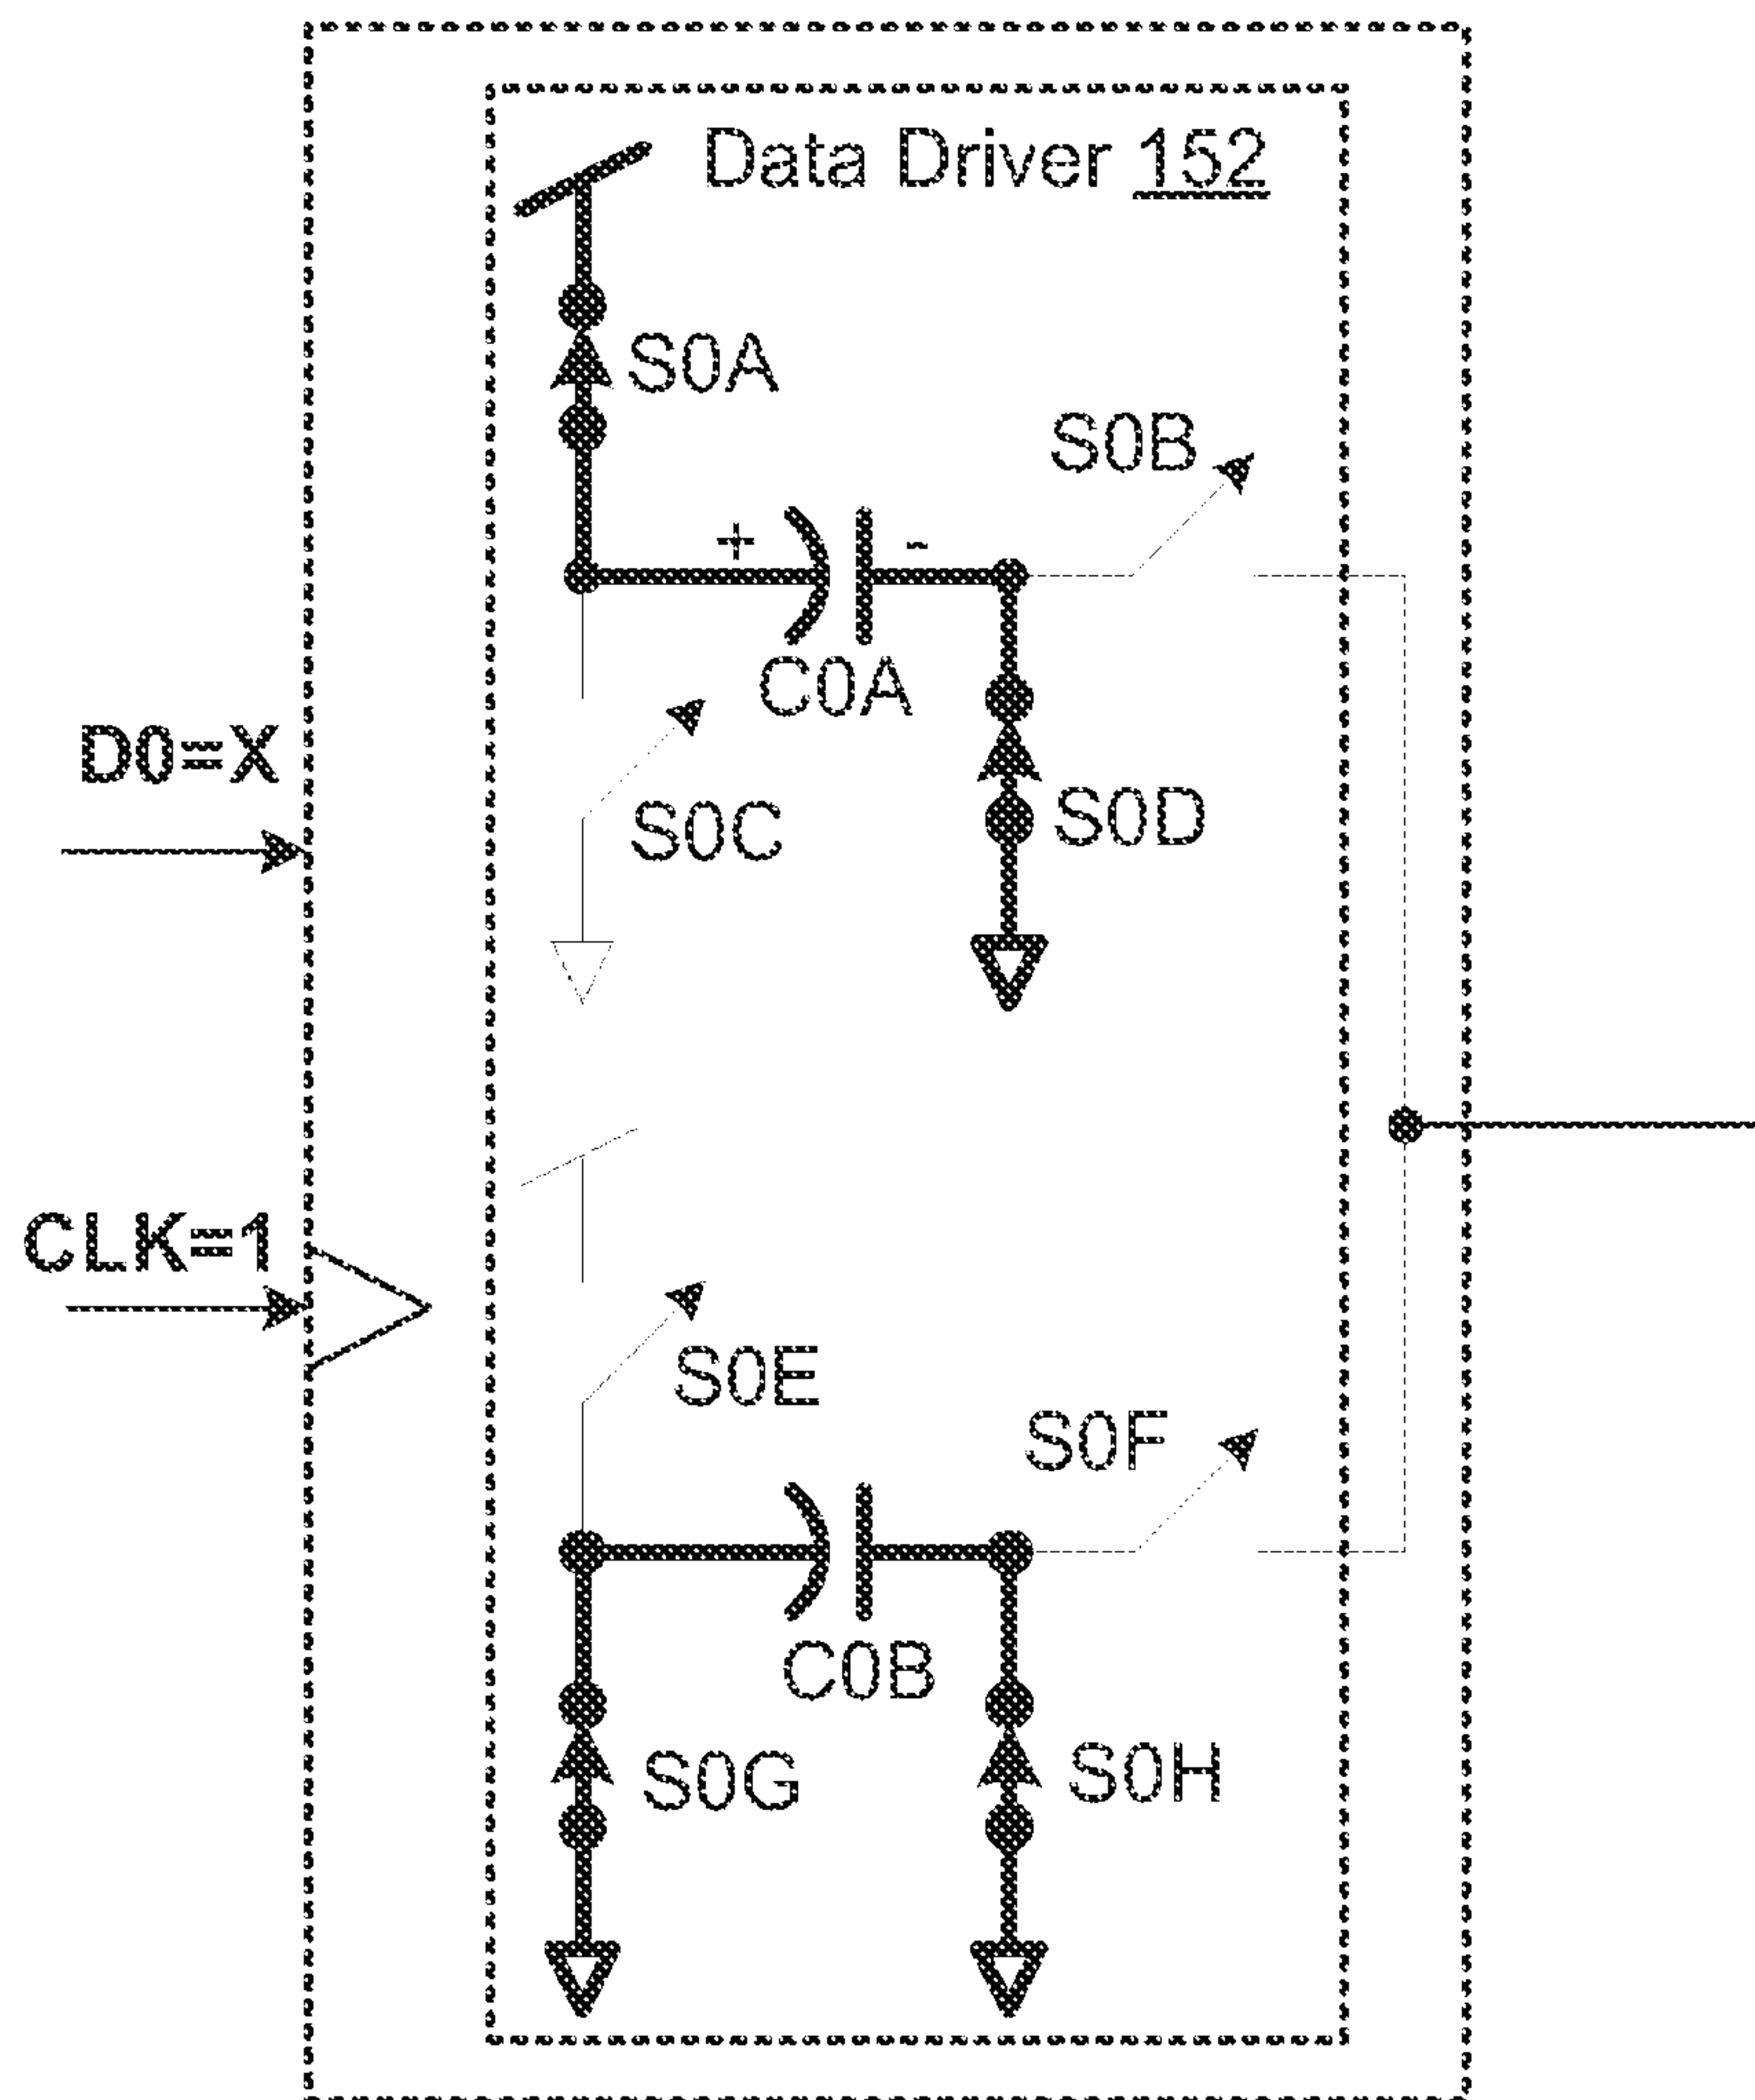 Data Driver 152
S0A
S0B
+ -
C0A
D0=X
S0C
S0D
CLK=1
S0E
S0F
C0B
S0G
S0H